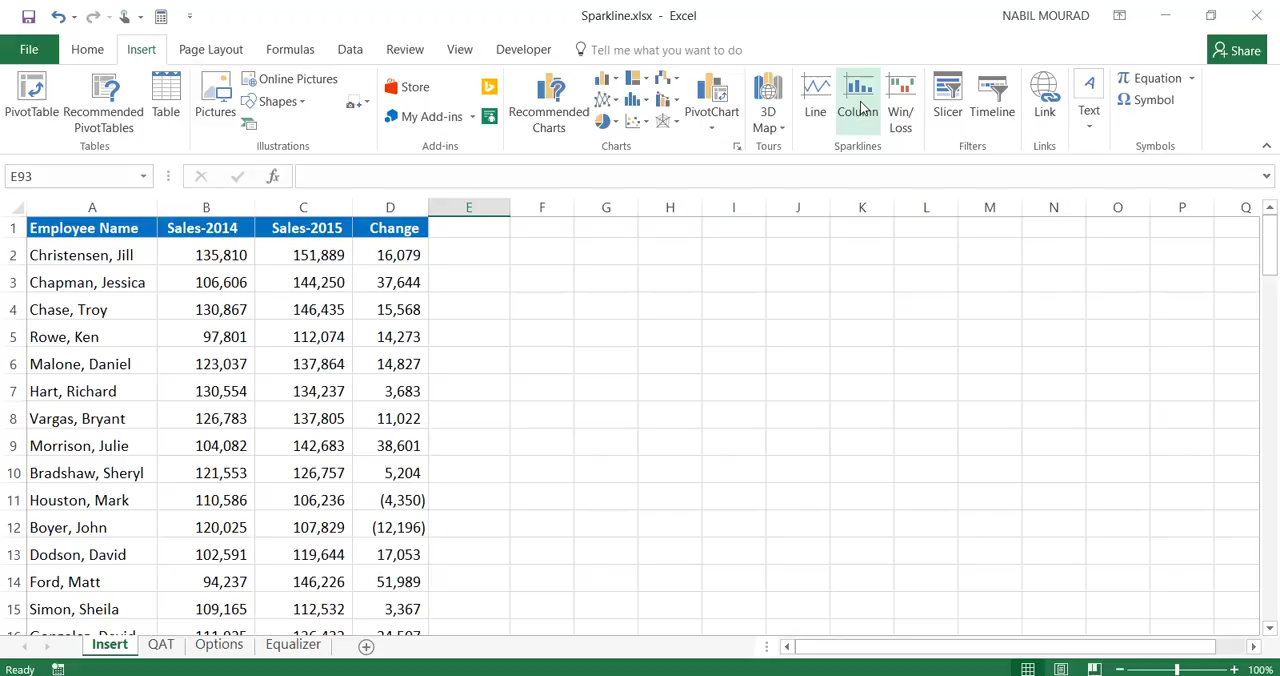 Sparkline.xlsx - Excel
NABIL MOURAD
File Home Insert Page Layout Formulas Data Review View Developer Tell me what you want to do Share
PivotTable
Recommended PivotTables
Table
Tables
Pictures
Online Pictures
Shapes
Illustrations
Store
My Add-ins
Add-ins
Recommended Charts
PivotChart
Charts
3D Map
Tours
Line
Column
Win/Loss
Sparklines
Slicer
Timeline
Filters
Link
Links
A
Text
π Equation
Ω Symbol
Symbols
E93
fx
A B C D E F G H I J K L M N O P Q
1 Employee Name Sales-2014 Sales-2015 Change
2 Christensen, Jill 135,810 151,889 16,079
3 Chapman, Jessica 106,606 144,250 37,644
4 Chase, Troy 130,867 146,435 15,568
5 Rowe, Ken 97,801 112,074 14,273
6 Malone, Daniel 123,037 137,864 14,827
7 Hart, Richard 130,554 134,237 3,683
8 Vargas, Bryant 126,783 137,805 11,022
9 Morrison, Julie 104,082 142,683 38,601
10 Bradshaw, Sheryl 121,553 126,757 5,204
11 Houston, Mark 110,586 106,236 (4,350)
12 Boyer, John 120,025 107,829 (12,196)
13 Dodson, David 102,591 119,644 17,053
14 Ford, Matt 94,237 146,226 51,989
15 Simon, Sheila 109,165 112,532 3,367
Insert QAT Options Equalizer
Ready
100%